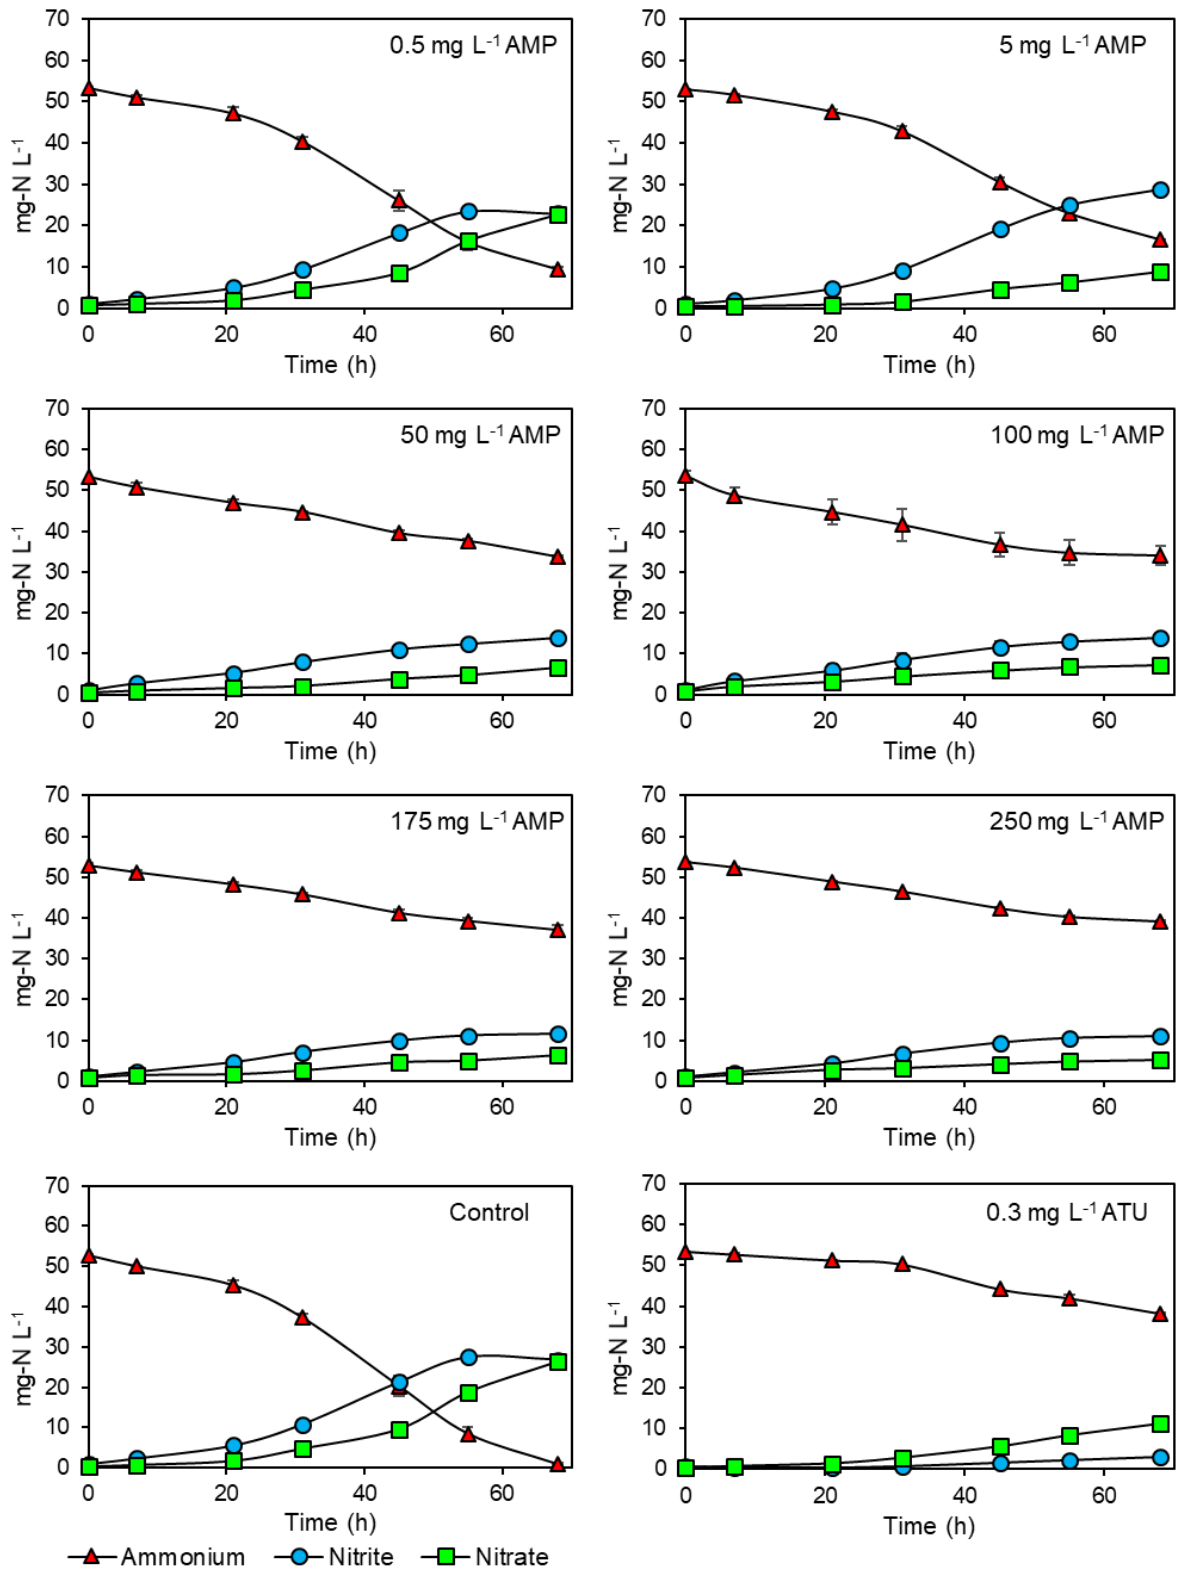 0.5 mg L-1 AMP
70
60
50
40
30
20
10
0
mg-N L-1
0 20 40 60
Time (h)
5 mg L-1 AMP
70
60
50
40
30
20
10
0
mg-N L-1
0 20 40 60
Time (h)
50 mg L-1 AMP
70
60
50
40
30
20
10
0
mg-N L-1
0 20 40 60
Time (h)
100 mg L-1 AMP
70
60
50
40
30
20
10
0
mg-N L-1
0 20 40 60
Time (h)
175 mg L-1 AMP
70
60
50
40
30
20
10
0
mg-N L-1
0 20 40 60
Time (h)
250 mg L-1 AMP
70
60
50
40
30
20
10
0
mg-N L-1
0 20 40 60
Time (h)
Control
70
60
50
40
30
20
10
0
mg-N L-1
0 20 40 60
Time (h)
0.3 mg L-1 ATU
70
60
50
40
30
20
10
0
mg-N L-1
0 20 40 60
Time (h)
Ammonium Nitrite Nitrate